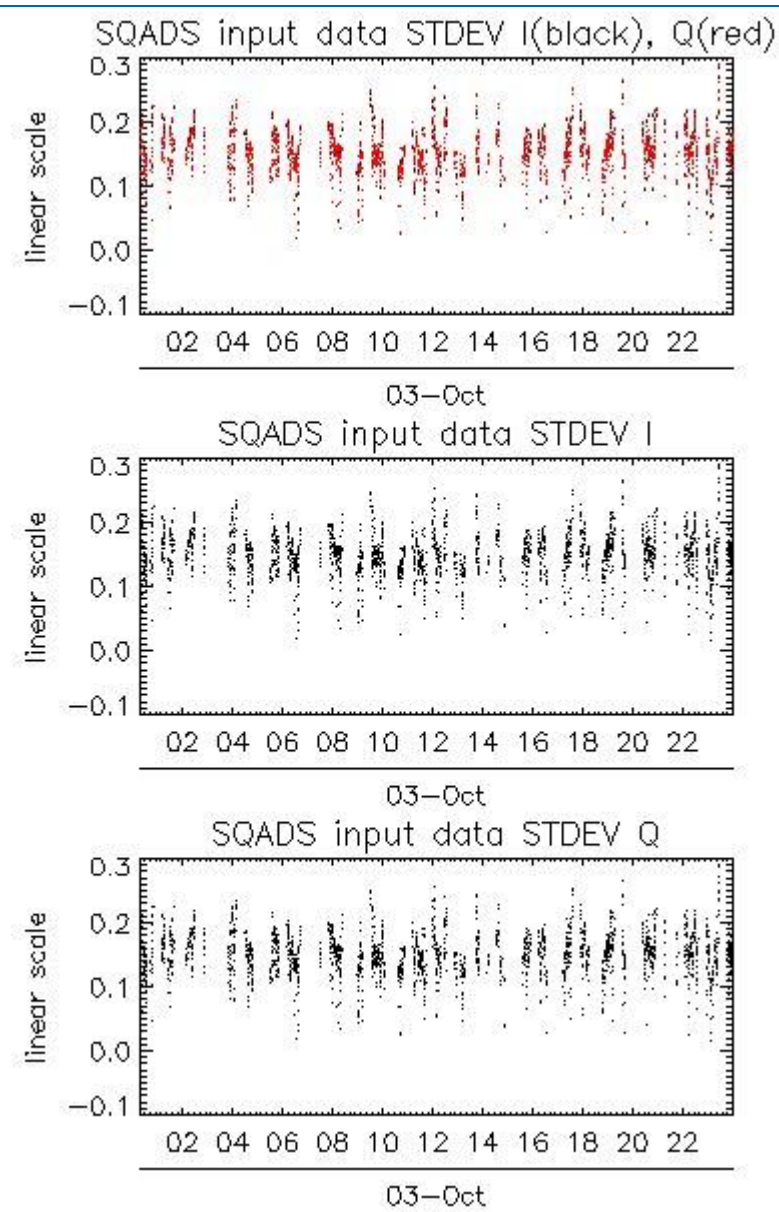 SQADS input data STDEV I(black), Q(red)
0.3
0.2
0.1
0.0
−0.1
linear scale
02 04 06 08 10 12 14 16 18 20 22
03−Oct
SQADS input data STDEV I
0.3
0.2
0.1
0.0
−0.1
linear scale
02 04 06 08 10 12 14 16 18 20 22
03−Oct
SQADS input data STDEV Q
0.3
0.2
0.1
0.0
−0.1
linear scale
02 04 06 08 10 12 14 16 18 20 22
03−Oct